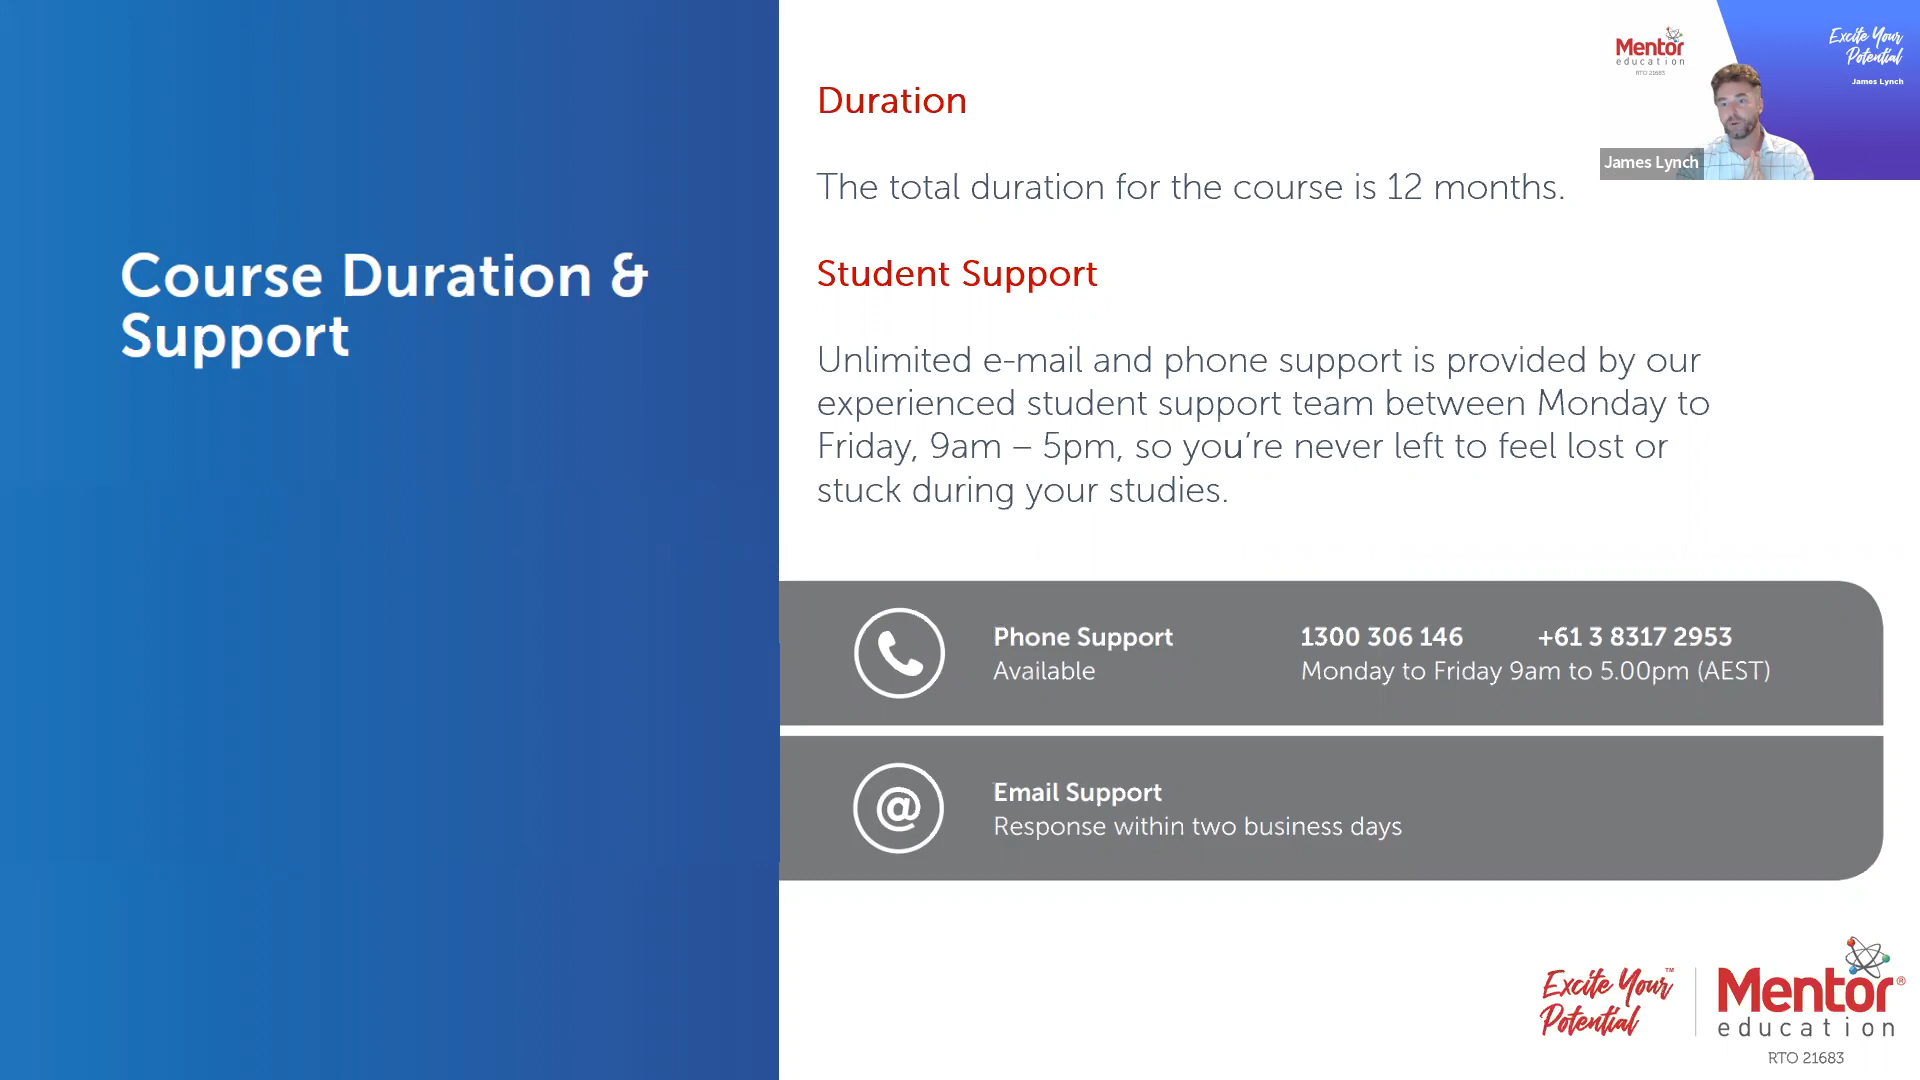 Course Duration &
Support
Duration
The total duration for the course is 12 months.
Student Support
Unlimited e-mail and phone support is provided by our
experienced student support team between Monday to
Friday, 9am – 5pm, so you’re never left to feel lost or
stuck during your studies.
Phone Support
Available
1300 306 146 +61 3 8317 2953
Monday to Friday 9am to 5.00pm (AEST)
@
Email Support
Response within two business days
Excite Your™
Potential
Mentor®
education
RTO 21683
Mentor
education
RTO 21683
Excite Your
Potential
James Lynch
James Lynch